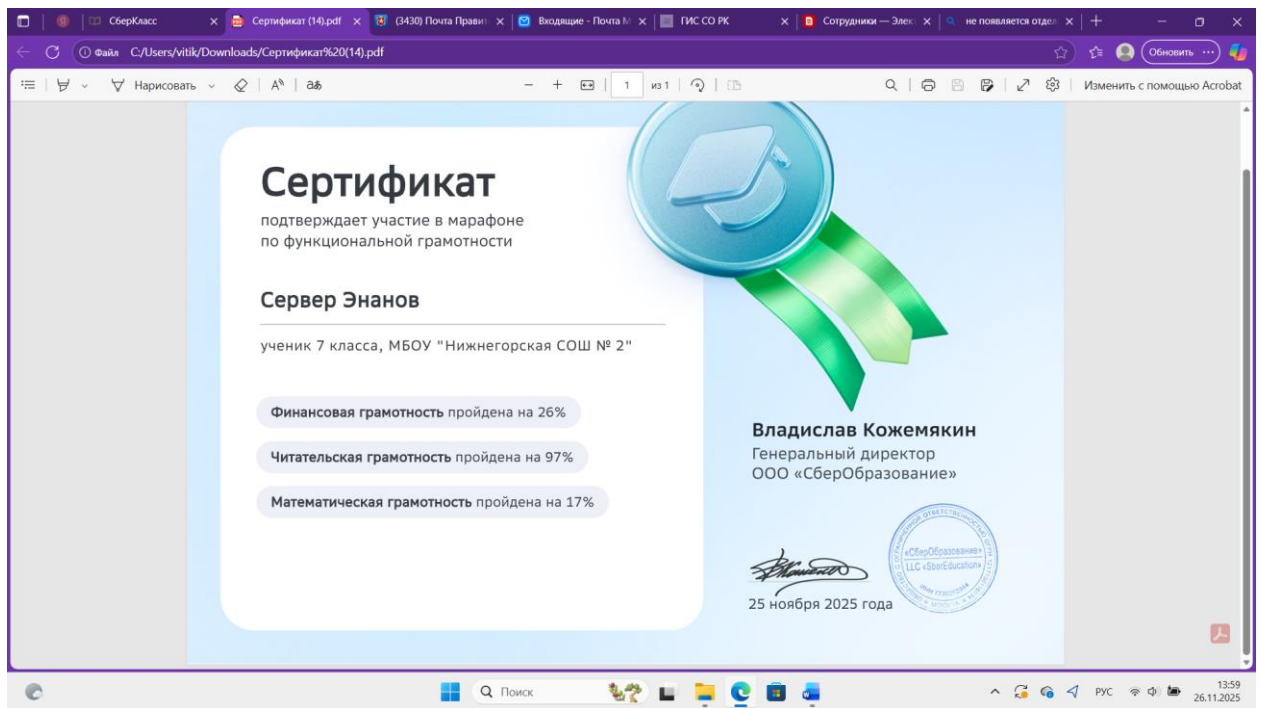 СберКласс
Сертификат (14).pdf
(3430) Почта Прави
Входящие - Почта M
ГИС СО РК
Сотрудники — Элек
не появляется отдел
Файл C:/Users/vitik/Downloads/Сертификат%20(14).pdf
Обновить
Нарисовать
1 из 1
Изменить с помощью Acrobat
Сертификат
подтверждает участие в марафоне
по функциональной грамотности
Сервер Энанов
ученик 7 класса, МБОУ "Нижнегорская СОШ № 2"
Финансовая грамотность пройдена на 26%
Читательская грамотность пройдена на 97%
Математическая грамотность пройдена на 17%
Владислав Кожемякин
Генеральный директор
ООО «СберОбразование»
«СберОбразование»
LLC «SberEducation»
25 ноября 2025 года
Поиск
РУС
13:59
26.11.2025